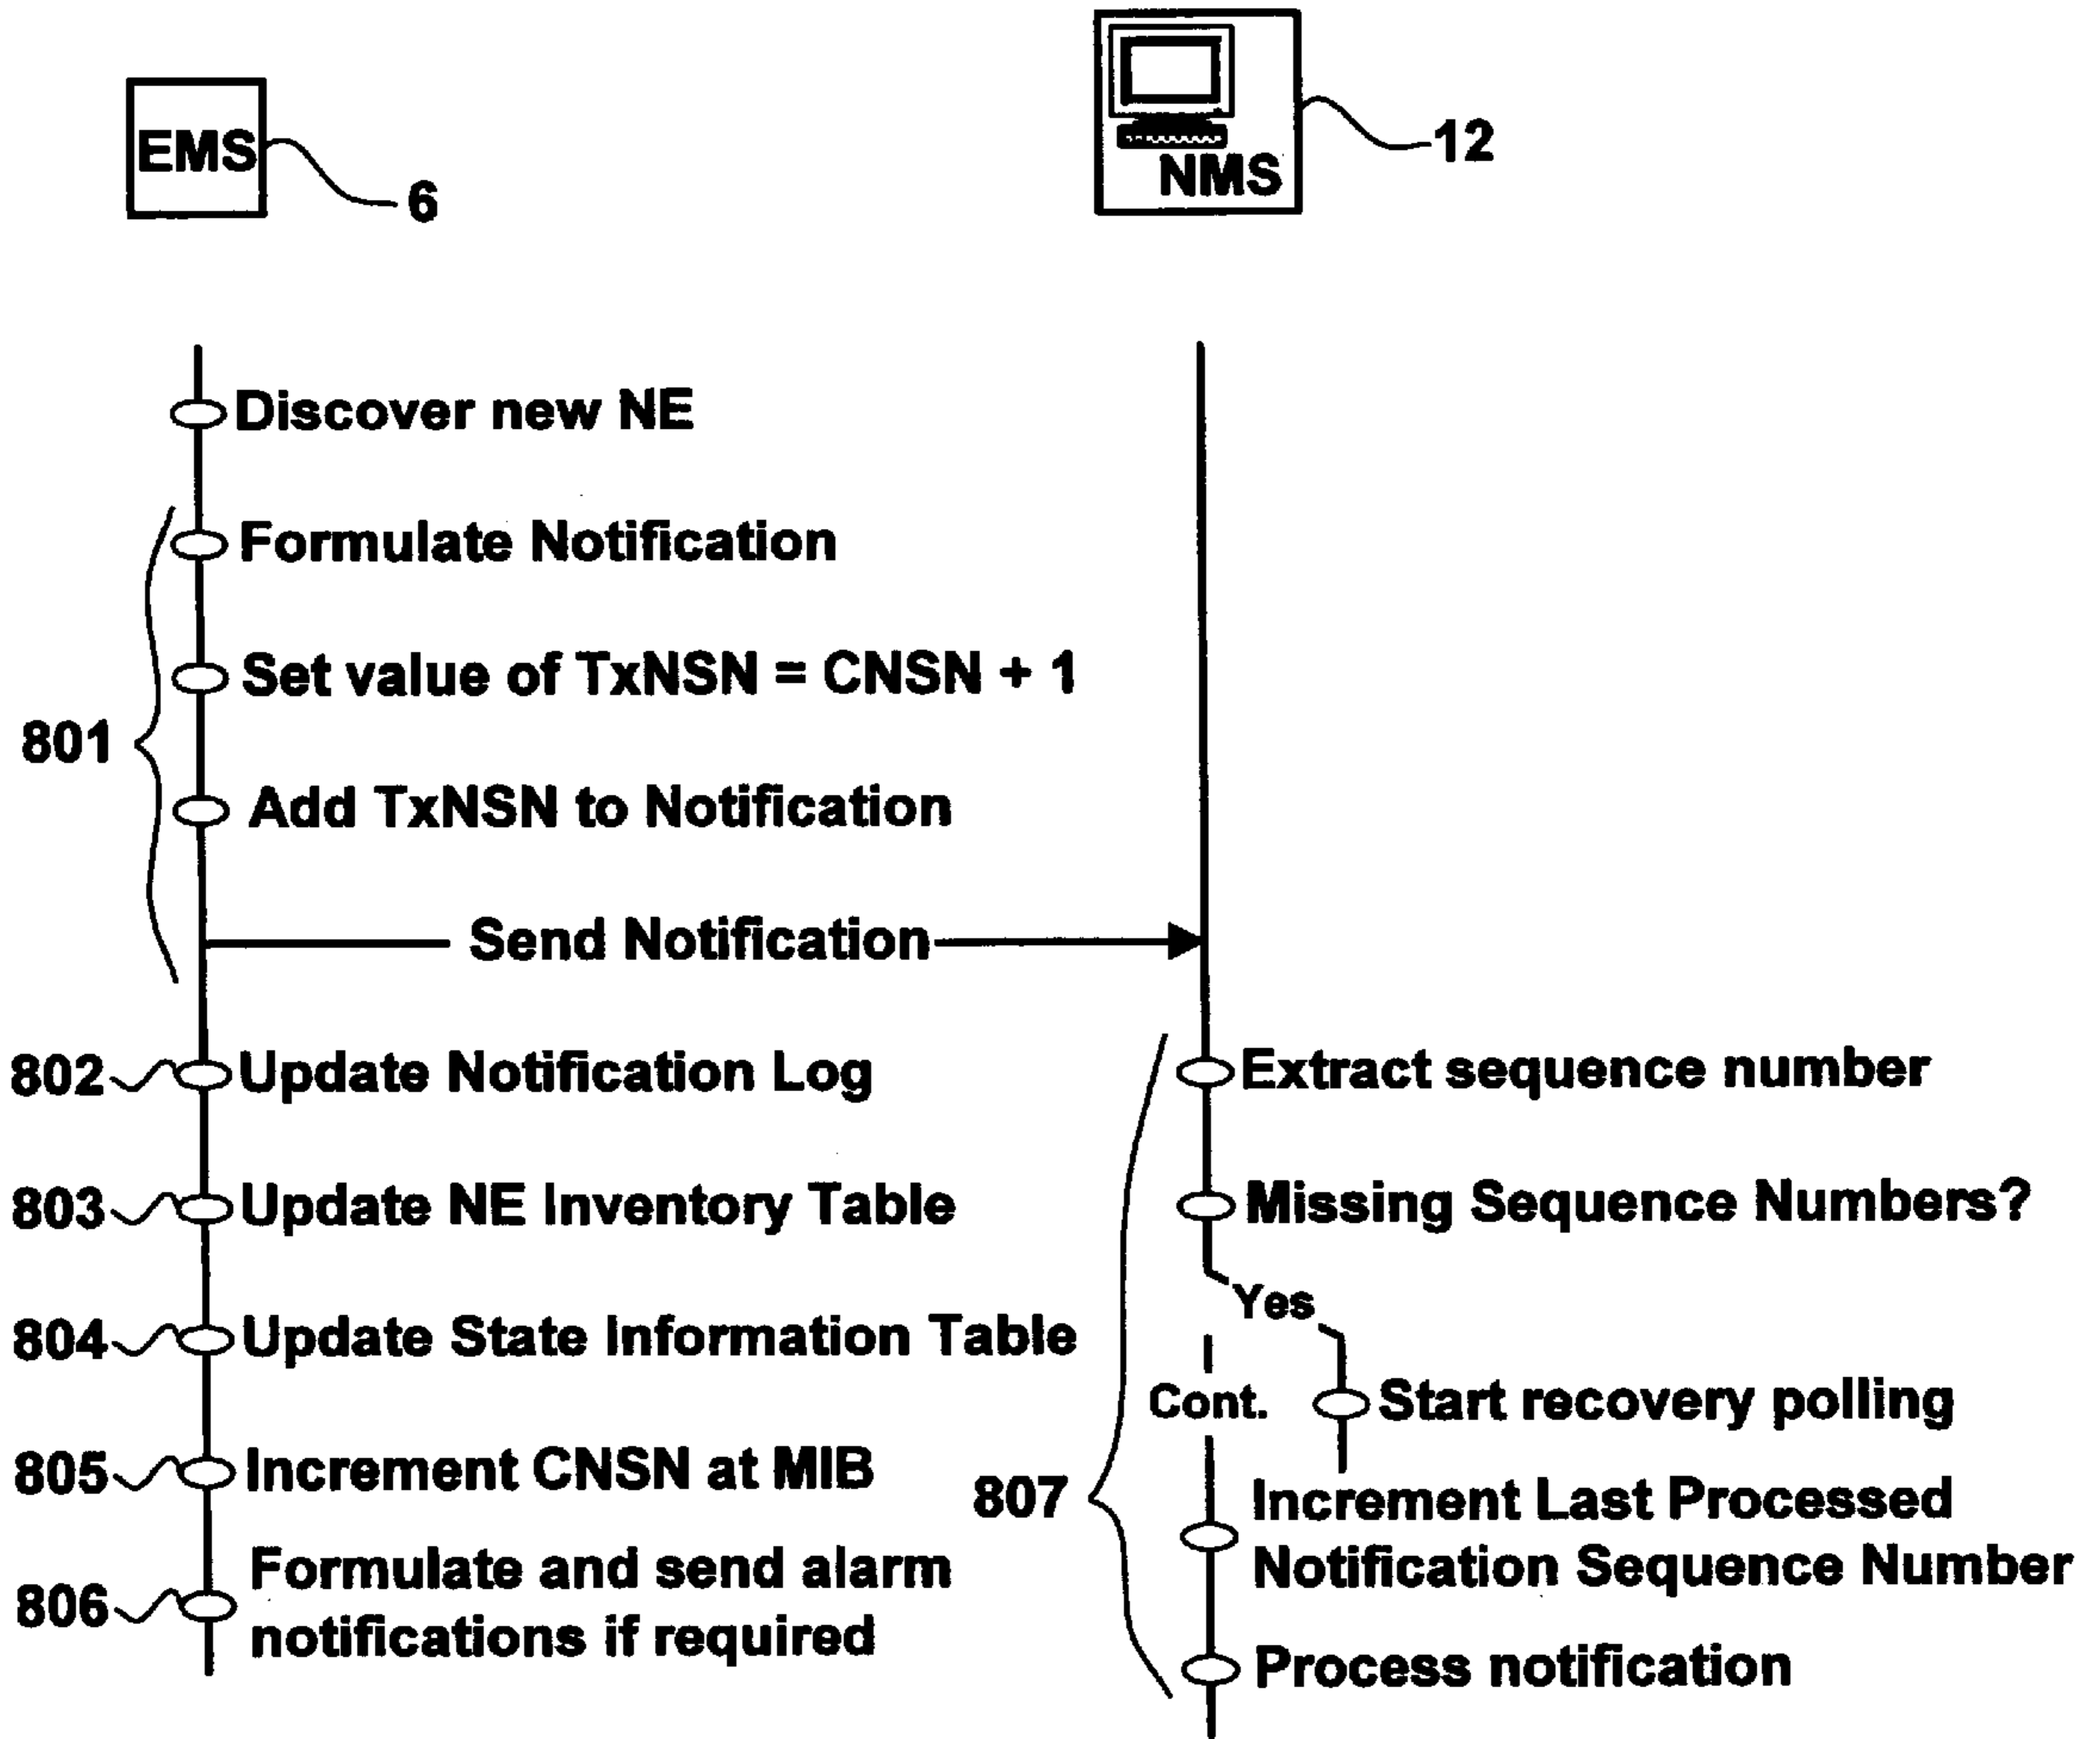 EMS
6
NMS
12
Discover new NE
Formulate Notification
Set value of TxNSN = CNSN + 1
801
Add TxNSN to Notification
Send Notification
802
Update Notification Log
803
Update NE Inventory Table
804
Update State Information Table
805
Increment CNSN at MIB
806
Formulate and send alarm
notifications if required
Extract sequence number
Missing Sequence Numbers?
Yes
Cont.
Start recovery polling
807
Increment Last Processed
Notification Sequence Number
Process notification